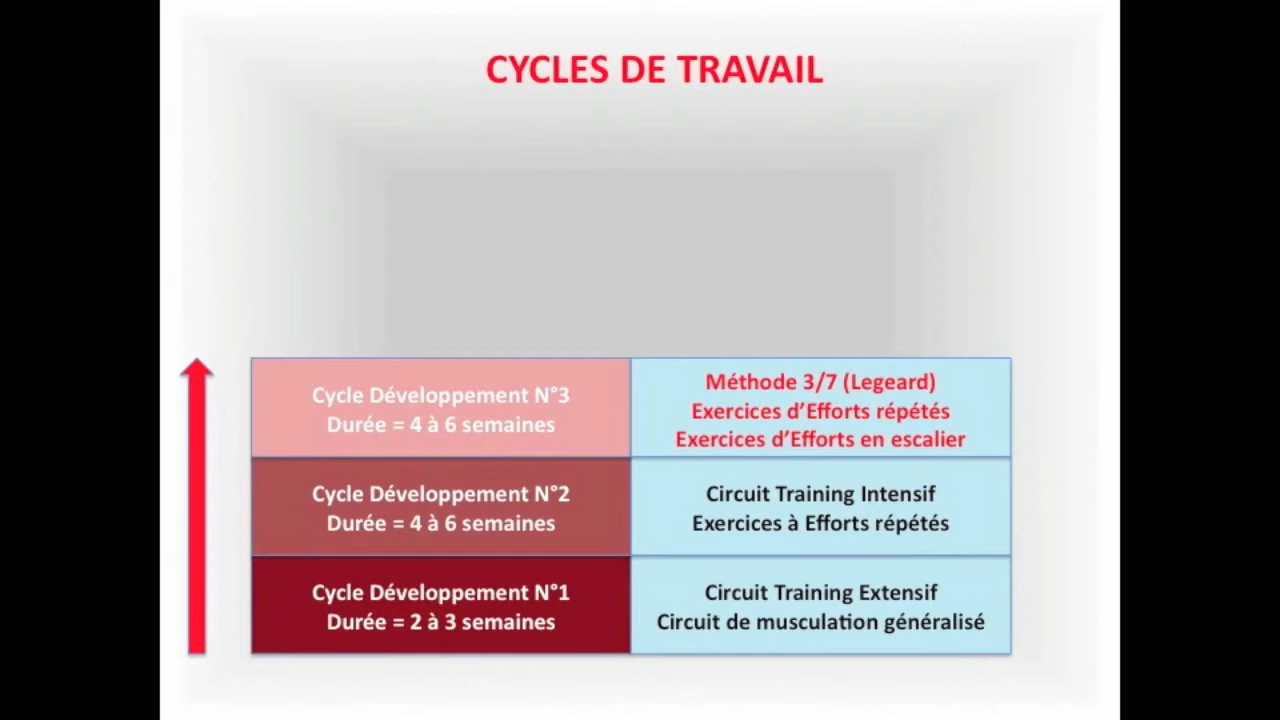 CYCLES DE TRAVAIL
Cycle Développement N°3
Durée = 4 à 6 semaines
Méthode 3/7 (Legeard)
Exercices d’Efforts répétés
Exercices d’Efforts en escalier
Cycle Développement N°2
Durée = 4 à 6 semaines
Circuit Training Intensif
Exercices à Efforts répétés
Cycle Développement N°1
Durée = 2 à 3 semaines
Circuit Training Extensif
Circuit de musculation généralisé